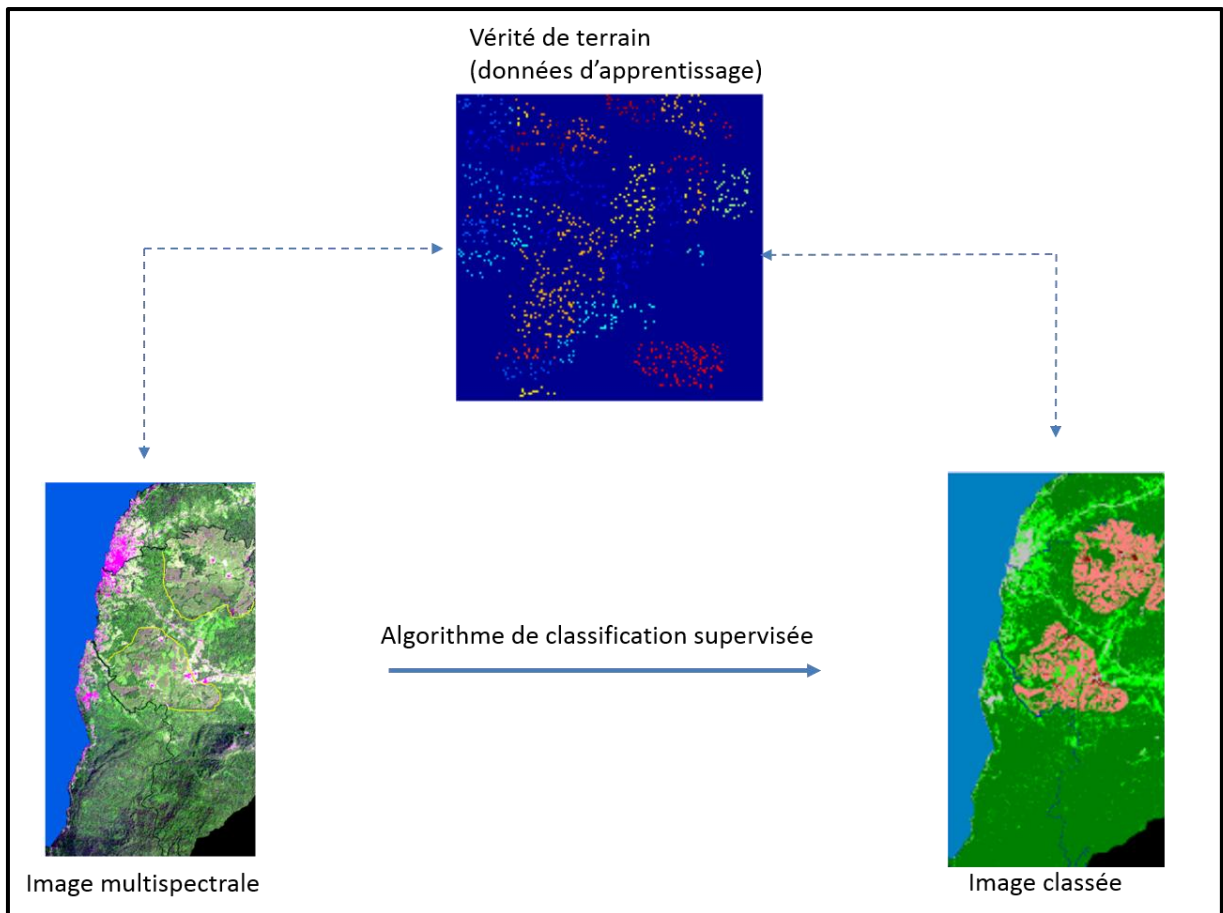 Vérité de terrain
(données d'apprentissage)
Algorithme de classification supervisée
Image multispectrale
Image classée